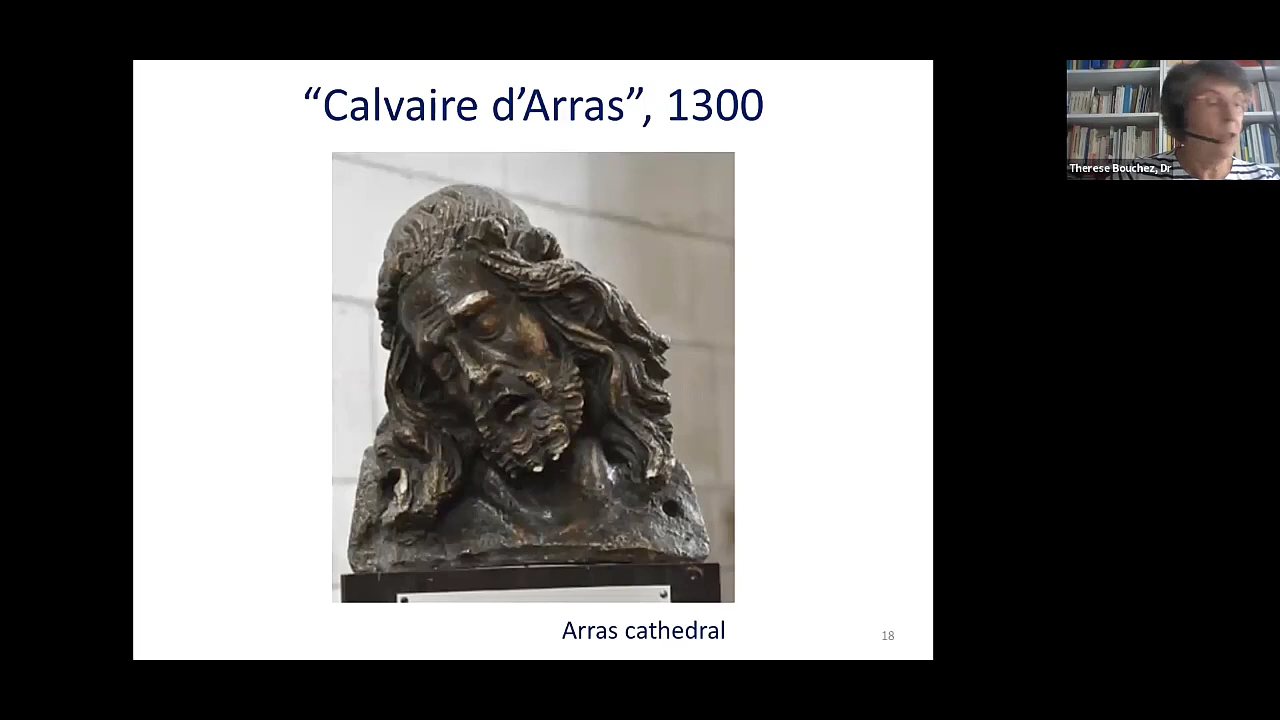 “Calvaire d’Arras”, 1300
Therese Bouchez, Dr
Arras cathedral
18